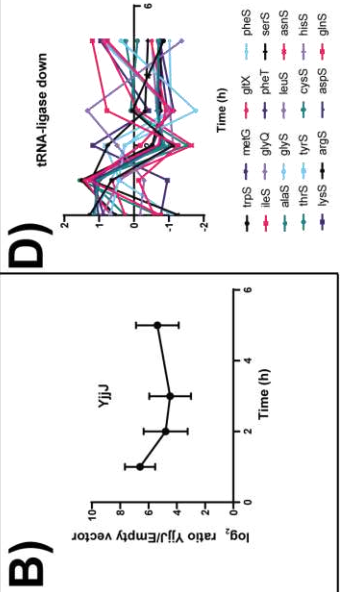 B)
YjjJ
log₂ ratio YjjJ/Empty vector
10
8
6
4
2
0
0 2 4 6
Time (h)
D)
tRNA-ligase down
2
1
0
-1
-2
6
Time (h)
trpS metG gltX pheS
ileS glyQ pheT serS
alaS glyS leuS asnS
thrS tyrS cysS hisS
lysS argS aspS glnS